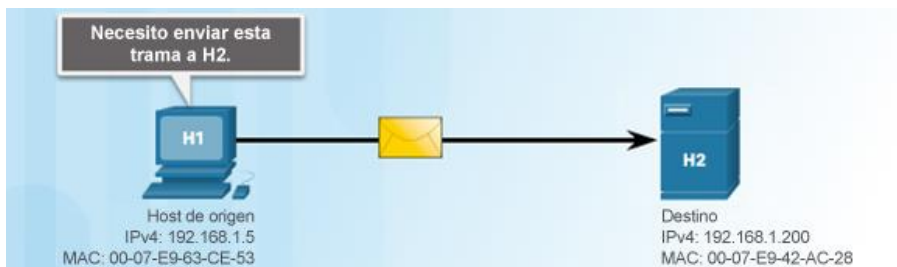 Necesito enviar esta
trama a H2.
H1
H2
Host de origen
IPv4: 192.168.1.5
MAC: 00-07-E9-63-CE-53
Destino
IPv4: 192.168.1.200
MAC: 00-07-E9-42-AC-28